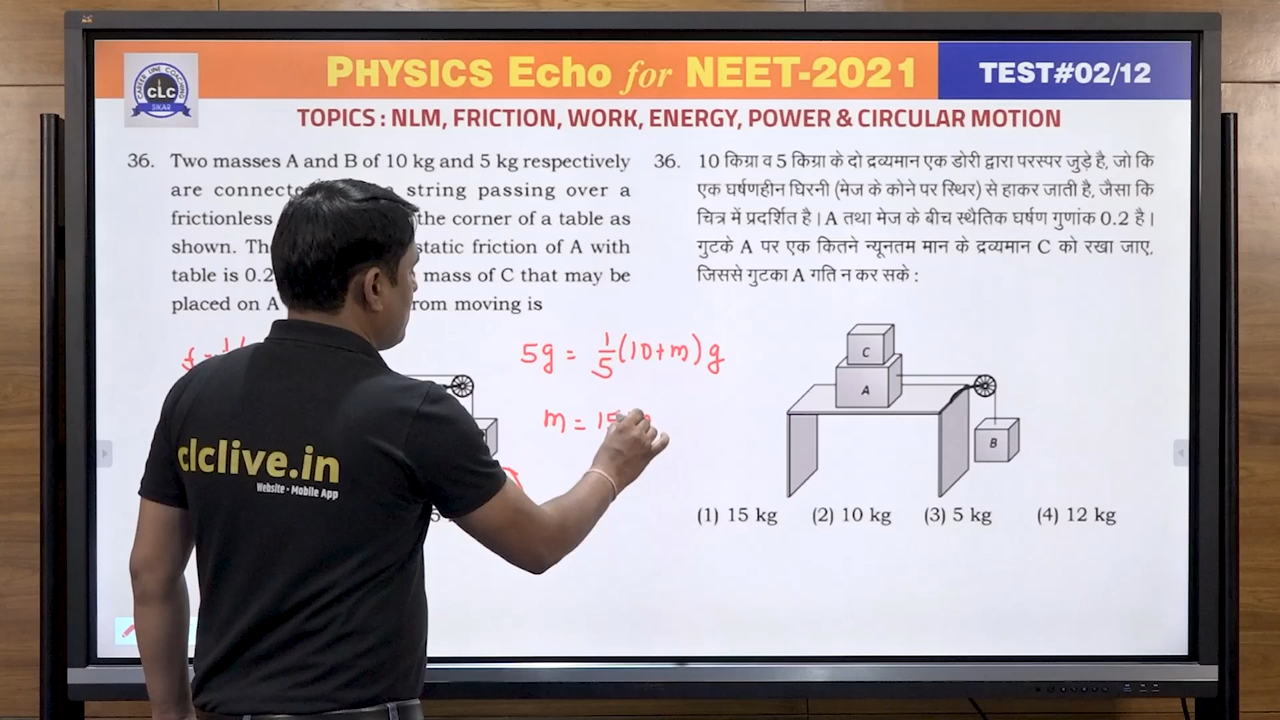 CAREER LINE COACHING
CLC
SIKAR
PHYSICS Echo for NEET-2021
TEST#02/12
TOPICS : NLM, FRICTION, WORK, ENERGY, POWER & CIRCULAR MOTION
36. Two masses A and B of 10 kg and 5 kg respectively
are string passing over a
frictionless the corner of a table as
shown. static friction of A with
table is 0.2 mass of C that may be
placed on A moving is
5g = 1/5 (10+m) g
m = 15
36. 10 किग्रा व 5 किग्रा के दो द्रव्यमान एक डोरी द्वारा परस्पर जुड़े है, जो कि
एक घर्षणहीन घिरनी (मेज के कोने पर स्थिर) से हाकर जाती है, जैसा कि
चित्र में प्रदर्शित है। A तथा मेज के बीच स्थैतिक घर्षण गुणांक 0.2 है।
गुटके A पर एक कितने न्यूनतम मान के द्रव्यमान C को रखा जाए,
जिससे गुटका A गति न कर सके :
C
A
B
(1) 15 kg (2) 10 kg (3) 5 kg (4) 12 kg
clclive.in
Website • Mobile App